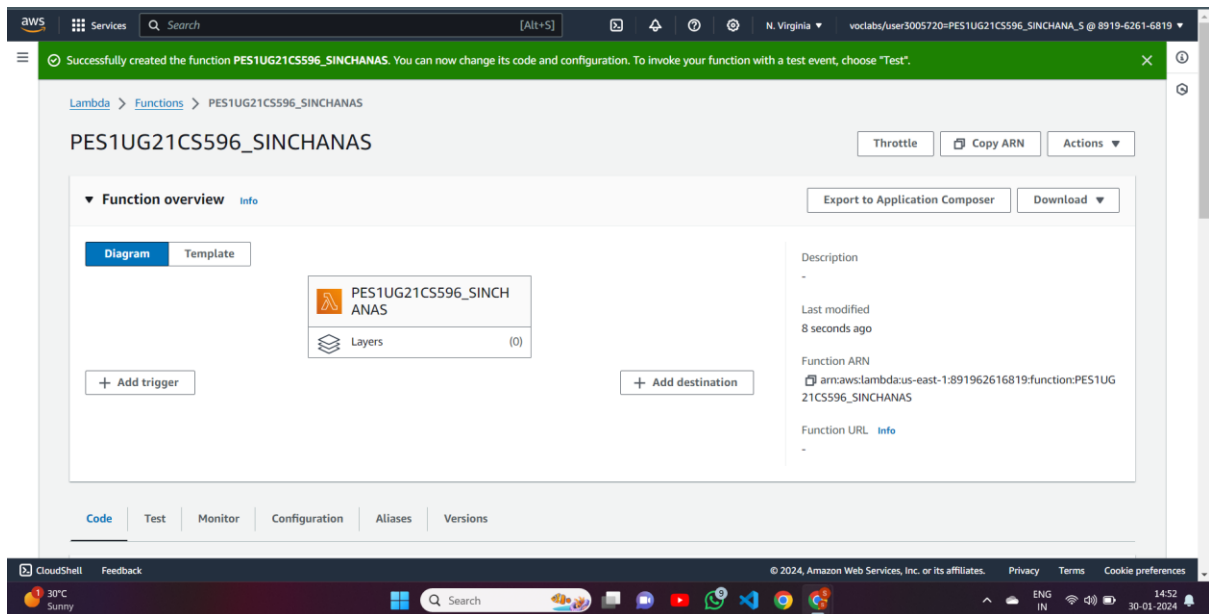 aws
Services
Search
[Alt+S]
N. Virginia
voclabs/user3005720=PES1UG21CS596_SINCHANA_S @ 8919-6261-6819
Successfully created the function PES1UG21CS596_SINCHANAS. You can now change its code and configuration. To invoke your function with a test event, choose "Test".
Lambda > Functions > PES1UG21CS596_SINCHANAS
PES1UG21CS596_SINCHANAS
Throttle
Copy ARN
Actions
Function overview Info
Export to Application Composer
Download
Diagram
Template
PES1UG21CS596_SINCH
ANAS
Layers
(0)
+ Add trigger
+ Add destination
Description
-
Last modified
8 seconds ago
Function ARN
arn:aws:lambda:us-east-1:891962616819:function:PES1UG
21CS596_SINCHANAS
Function URL Info
-
Code
Test
Monitor
Configuration
Aliases
Versions
CloudShell
Feedback
© 2024, Amazon Web Services, Inc. or its affiliates.
Privacy
Terms
Cookie preferences
1
30°C
Sunny
Search
9
ENG
IN
14:52
30-01-2024